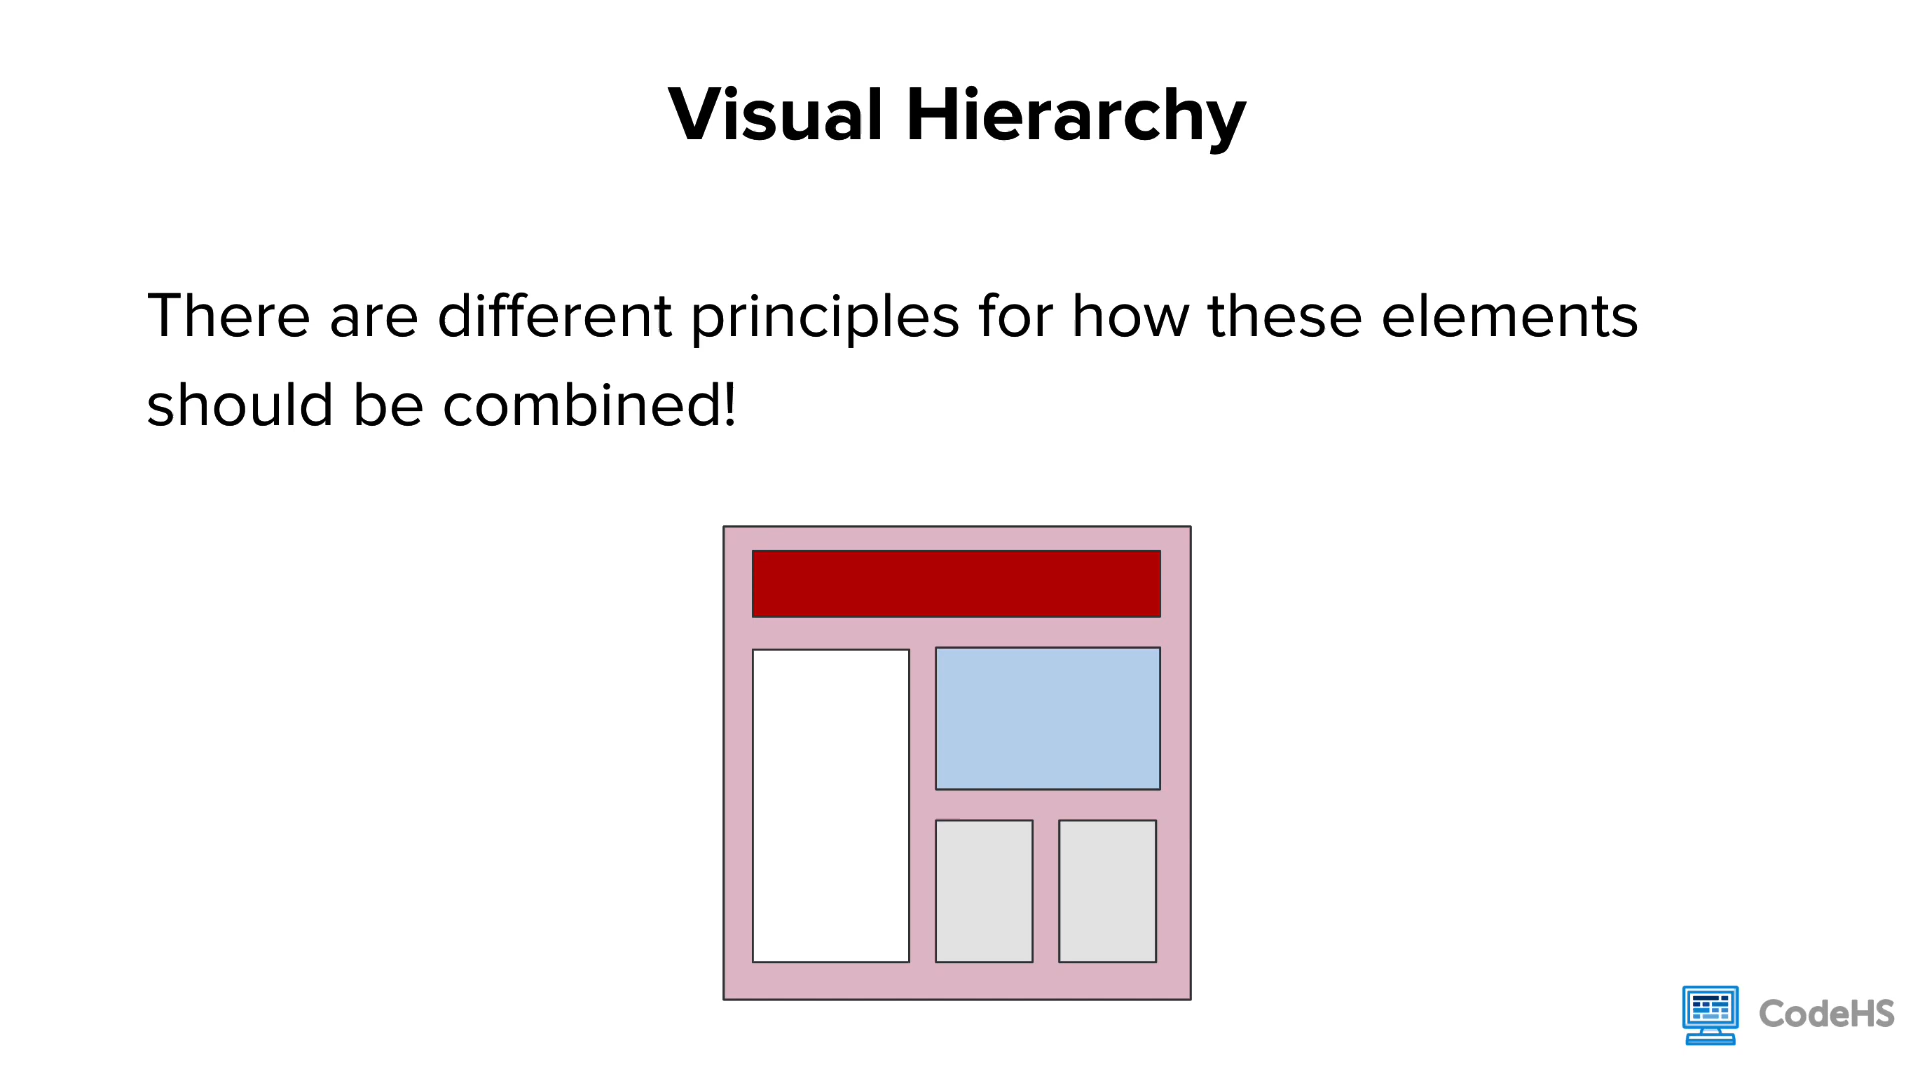 Visual Hierarchy
There are different principles for how these elements
should be combined!
CodeHS